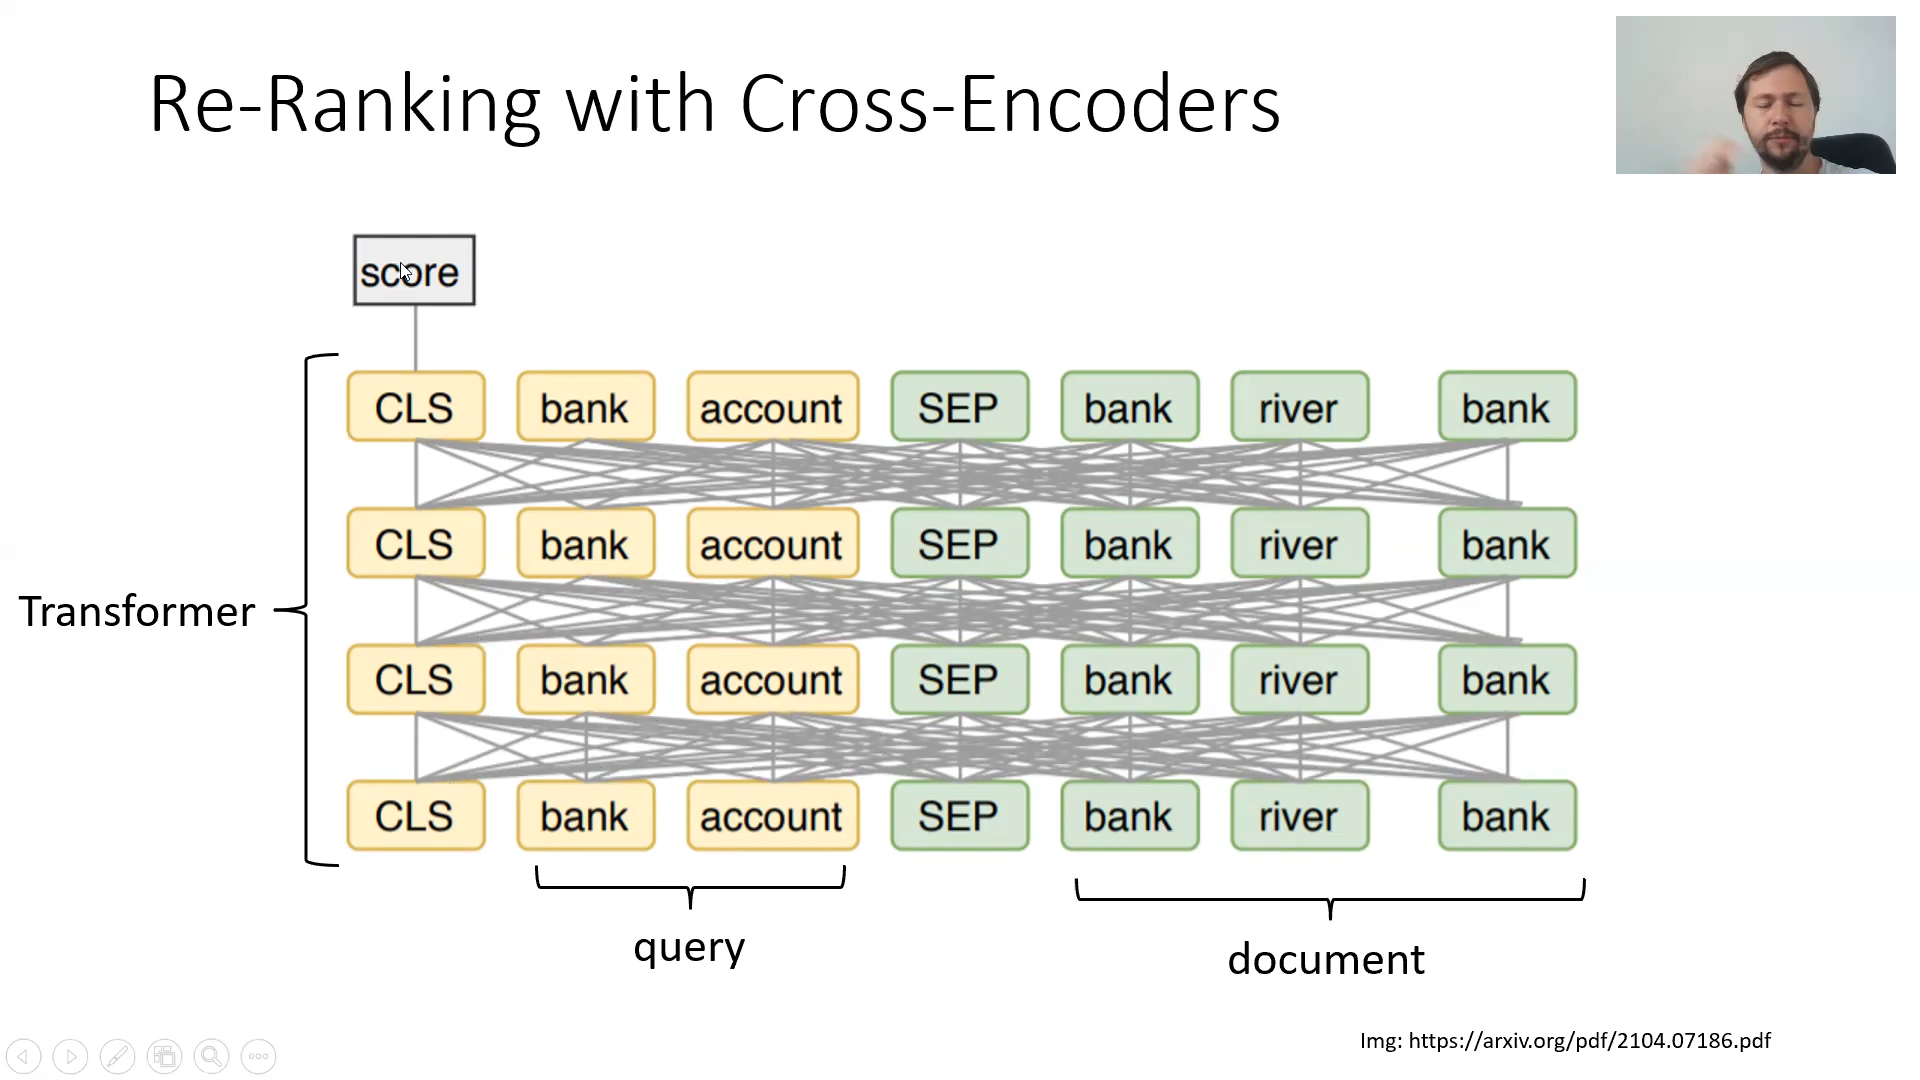 Re-Ranking with Cross-Encoders
score
CLS bank account SEP bank river bank
CLS bank account SEP bank river bank
Transformer
CLS bank account SEP bank river bank
CLS bank account SEP bank river bank
query
document
Img: https://arxiv.org/pdf/2104.07186.pdf